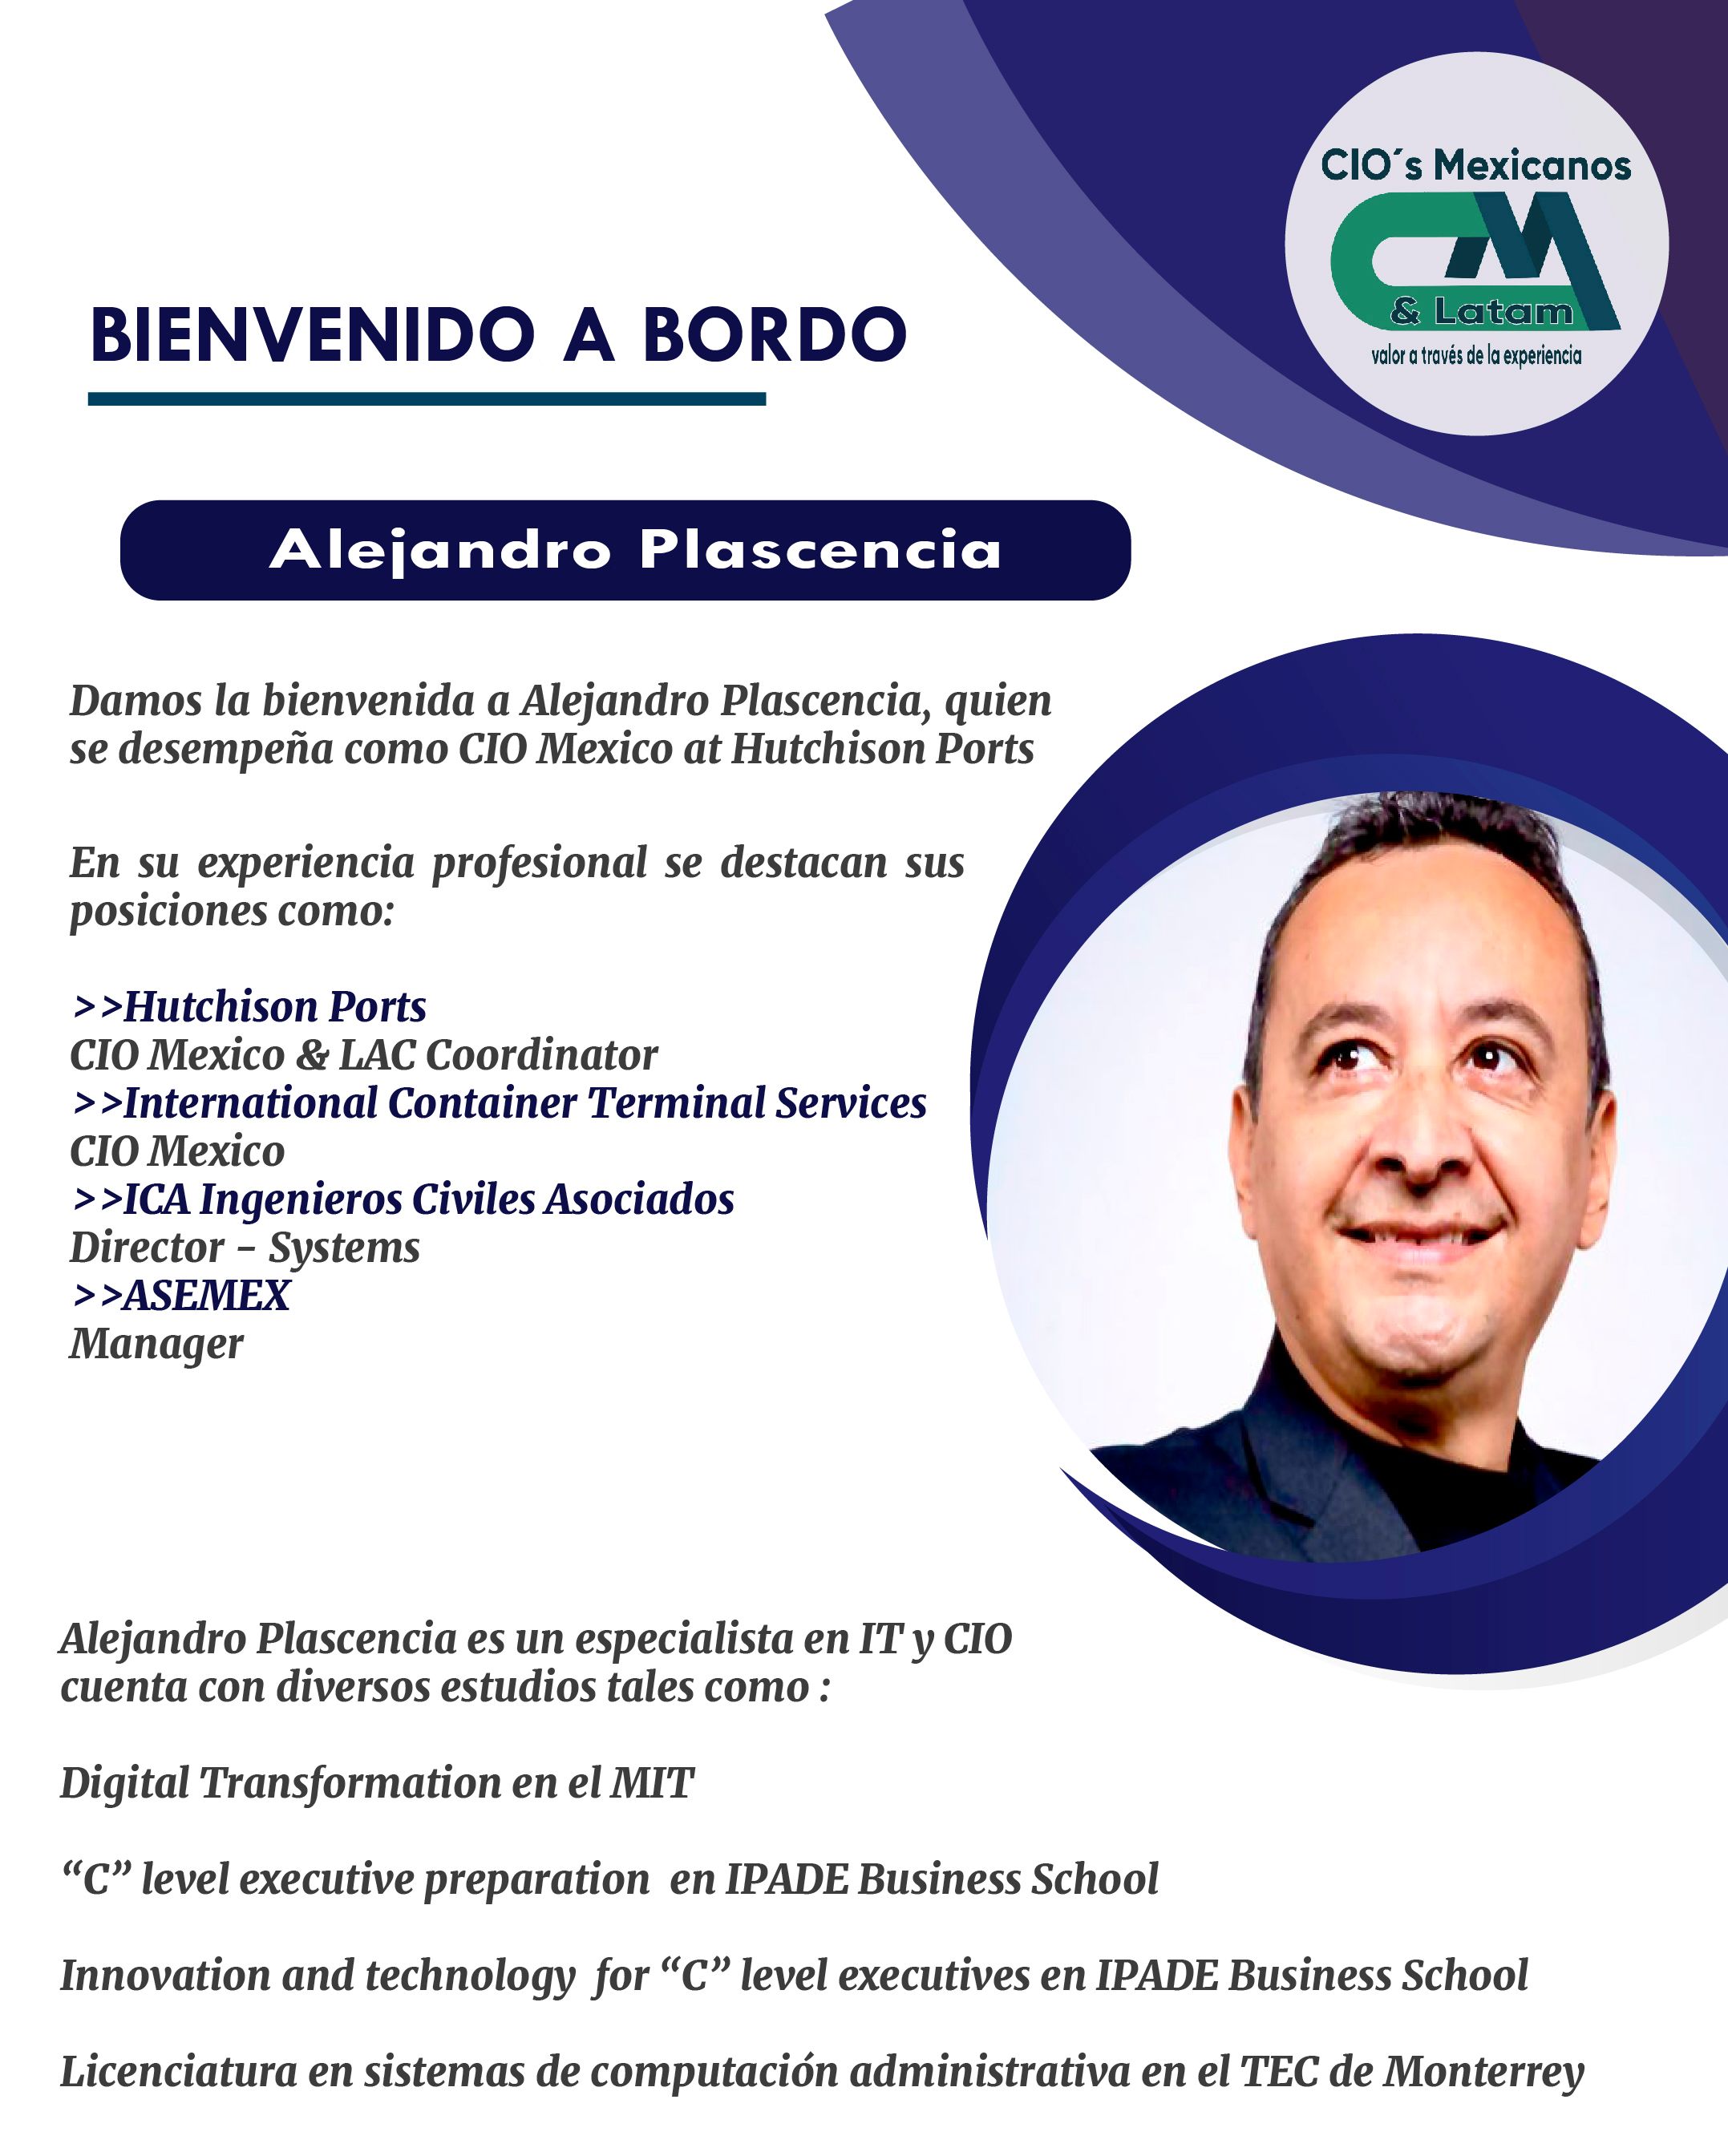 CIO´s Mexicanos
CM
& Latam
valor a través de la experiencia
BIENVENIDO A BORDO
Alejandro Plascencia
Damos la bienvenida a Alejandro Plascencia, quien
se desempeña como CIO Mexico at Hutchison Ports
En su experiencia profesional se destacan sus
posiciones como:
>>Hutchison Ports
CIO Mexico & LAC Coordinator
>>International Container Terminal Services
CIO Mexico
>>ICA Ingenieros Civiles Asociados
Director – Systems
>>ASEMEX
Manager
Alejandro Plascencia es un especialista en IT y CIO
cuenta con diversos estudios tales como :
Digital Transformation en el MIT
“C” level executive preparation  en IPADE Business School
Innovation and technology  for “C” level executives en IPADE Business School
Licenciatura en sistemas de computación administrativa en el TEC de Monterrey